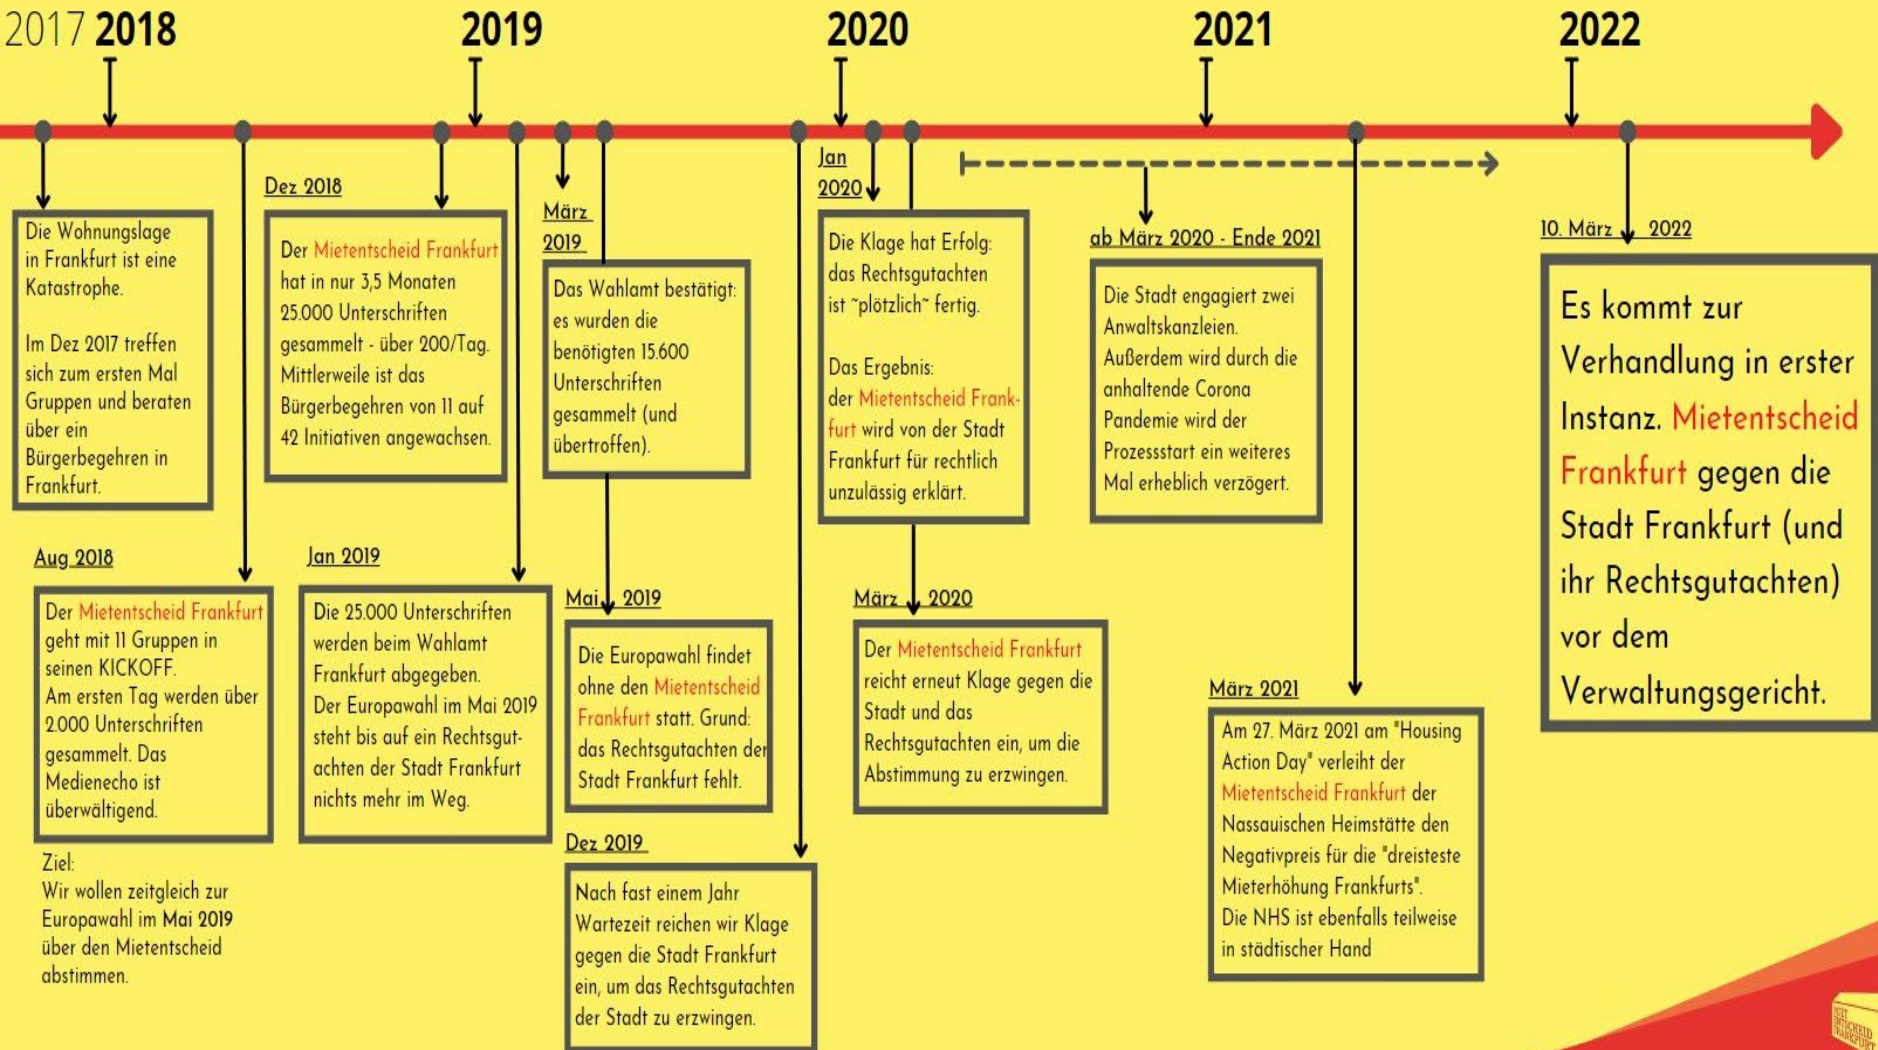 2017 2018 2019 2020 2021 2022
Die Wohnungslage
in Frankfurt ist eine
Katastrophe.
Im Dez 2017 treffen
sich zum ersten Mal
Gruppen und beraten
über ein
Bürgerbegehren in
Frankfurt.
Aug 2018
Der Mietentscheid Frankfurt
geht mit 11 Gruppen in
seinen KICKOFF.
Am ersten Tag werden über
2.000 Unterschriften
gesammelt. Das
Medienecho ist
überwältigend.
Ziel:
Wir wollen zeitgleich zur
Europawahl im Mai 2019
über den Mietentscheid
abstimmen.
Dez 2018
Der Mietentscheid Frankfurt
hat in nur 3,5 Monaten
25.000 Unterschriften
gesammelt - über 200/Tag.
Mittlerweile ist das
Bürgerbegehren von 11 auf
42 Initiativen angewachsen.
Jan 2019
Die 25.000 Unterschriften
werden beim Wahlamt
Frankfurt abgegeben.
Der Europawahl im Mai 2019
steht bis auf ein Rechtsgut-
achten der Stadt Frankfurt
nichts mehr im Weg.
März
2019
Das Wahlamt bestätigt:
es wurden die
benötigten 15.600
Unterschriften
gesammelt (und
übertroffen).
Mai 2019
Die Europawahl findet
ohne den Mietentscheid
Frankfurt statt. Grund:
das Rechtsgutachten der
Stadt Frankfurt fehlt.
Dez 2019
Nach fast einem Jahr
Wartezeit reichen wir Klage
gegen die Stadt Frankfurt
ein, um das Rechtsgutachten
der Stadt zu erzwingen.
Jan
2020
Die Klage hat Erfolg:
das Rechtsgutachten
ist ~plötzlich~ fertig.
Das Ergebnis:
der Mietentscheid Frank-
furt wird von der Stadt
Frankfurt für rechtlich
unzulässig erklärt.
März 2020
Der Mietentscheid Frankfurt
reicht erneut Klage gegen die
Stadt und das
Rechtsgutachten ein, um die
Abstimmung zu erzwingen.
ab März 2020 - Ende 2021
Die Stadt engagiert zwei
Anwaltskanzleien.
Außerdem wird durch die
anhaltende Corona
Pandemie wird der
Prozessstart ein weiteres
Mal erheblich verzögert.
März 2021
Am 27. März 2021 am "Housing
Action Day" verleiht der
Mietentscheid Frankfurt der
Nassauischen Heimstätte den
Negativpreis für die "dreisteste
Mieterhöhung Frankfurts".
Die NHS ist ebenfalls teilweise
in städtischer Hand
10. März 2022
Es kommt zur
Verhandlung in erster
Instanz. Mietentscheid
Frankfurt gegen die
Stadt Frankfurt (und
ihr Rechtsgutachten)
vor dem
Verwaltungsgericht.
MIET
ENTSCHEID
FRANKFURT